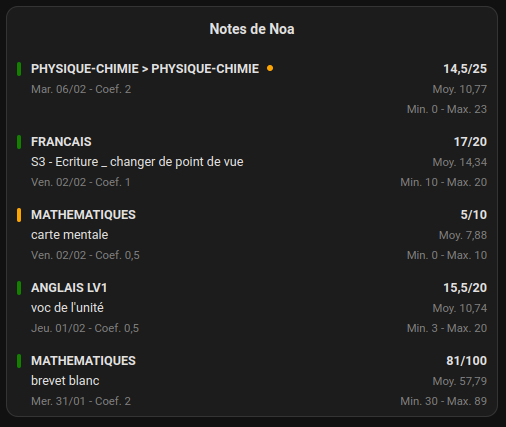 Notes de Noa
PHYSIQUE-CHIMIE > PHYSIQUE-CHIMIE 14,5/25
Mar. 06/02 - Coef. 2 Moy. 10,77
Min. 0 - Max. 23
FRANCAIS 17/20
S3 - Ecriture _ changer de point de vue Moy. 14,34
Ven. 02/02 - Coef. 1 Min. 10 - Max. 20
MATHEMATIQUES 5/10
carte mentale Moy. 7,88
Ven. 02/02 - Coef. 0,5 Min. 0 - Max. 10
ANGLAIS LV1 15,5/20
voc de l'unité Moy. 10,74
Jeu. 01/02 - Coef. 0,5 Min. 3 - Max. 20
MATHEMATIQUES 81/100
brevet blanc Moy. 57,79
Mer. 31/01 - Coef. 2 Min. 30 - Max. 89